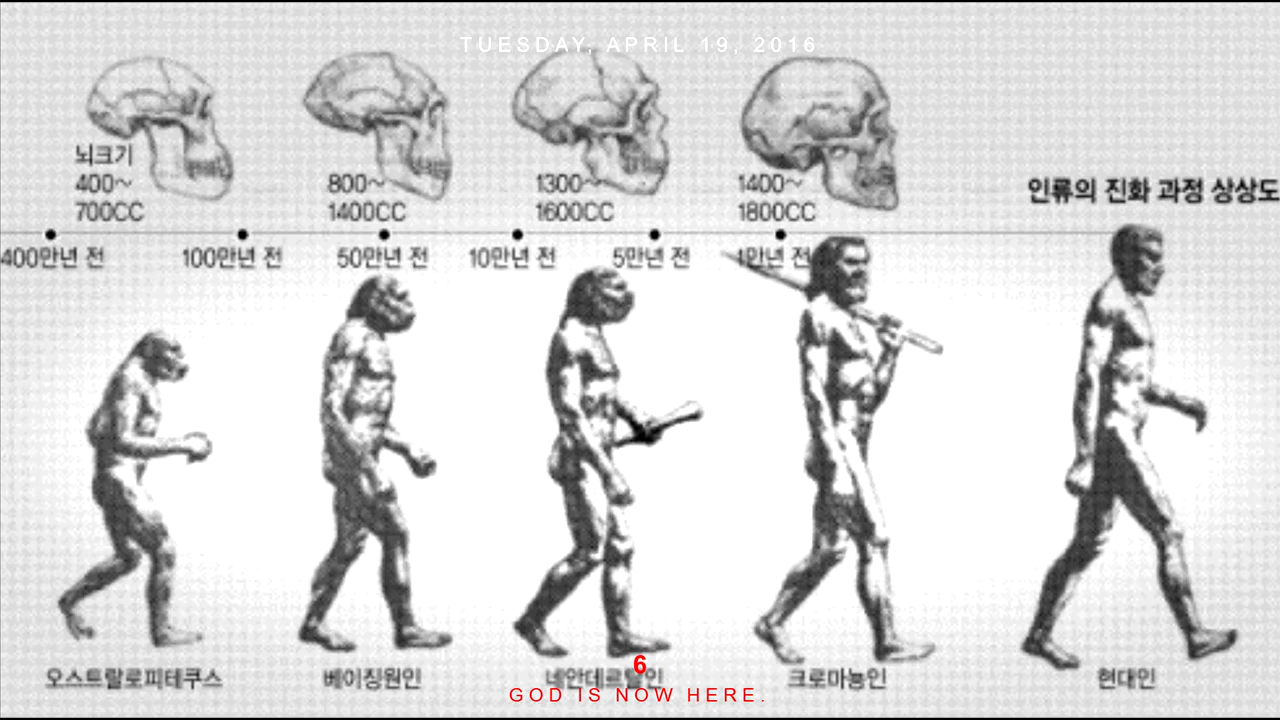 TUESDAY, APRIL 19, 2016
뇌크기
400~
700CC
800~
1400CC
1300~
1600CC
1400~
1800CC
인류의 진화 과정 상상도
400만년 전
100만년 전
50만년 전
10만년 전
5만년 전
1만년 전
오스트랄로피테쿠스
베이징원인
네안데르탈인
크로마뇽인
현대인
6
GOD IS NOW HERE.